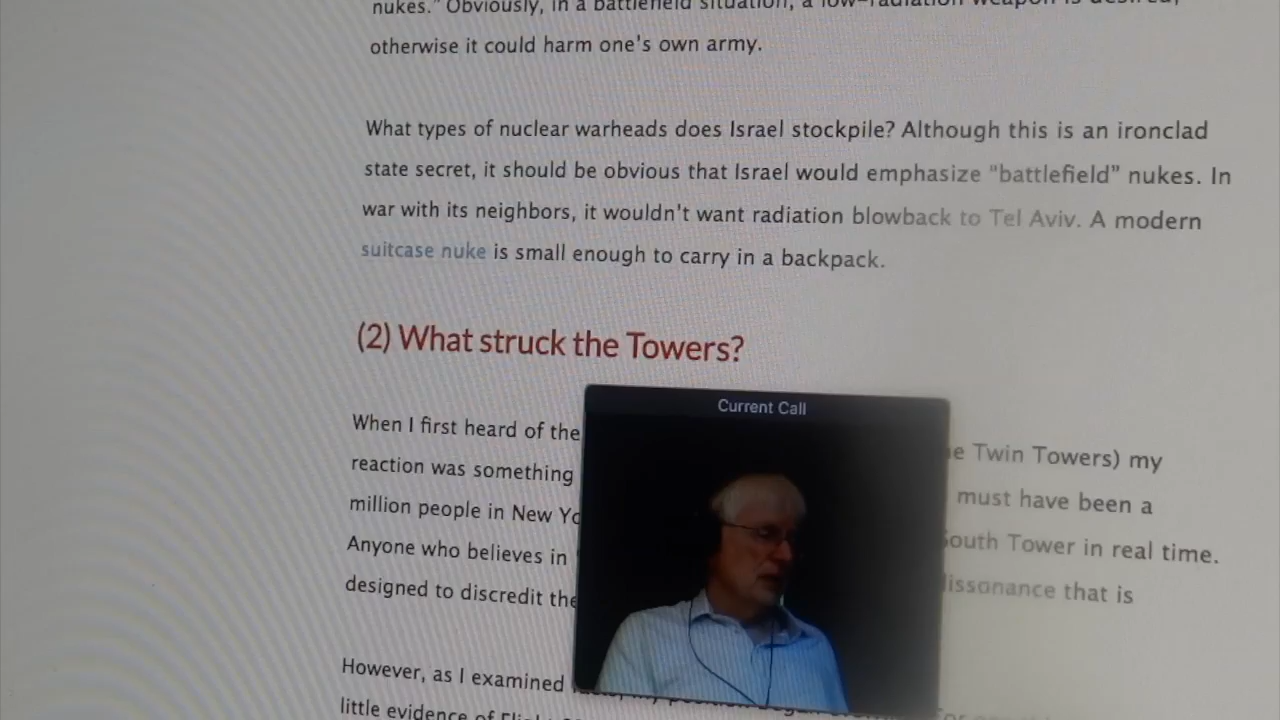 nukes." Obviously, in a battlefield situation, a low-radiation weapon is desired,
otherwise it could harm one's own army.
What types of nuclear warheads does Israel stockpile? Although this is an ironclad
state secret, it should be obvious that Israel would emphasize "battlefield" nukes. In
war with its neighbors, it wouldn't want radiation blowback to Tel Aviv. A modern
suitcase nuke is small enough to carry in a backpack.
(2) What struck the Towers?
Current Call
When I first heard of the Twin Towers) my
reaction was something must have been a
million people in New South Tower in real time.
Anyone who believes in dissonance that is
designed to discredit the
However, as I examined
little evidence of